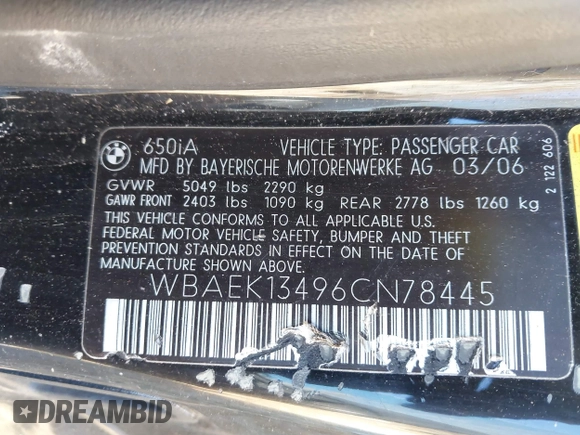 BMW
650iA VEHICLE TYPE: PASSENGER CAR
MFD BY BAYERISCHE MOTORENWERKE AG 03/06
GVWR 5049 lbs 2290 kg
GAWR FRONT 2403 lbs 1090 kg REAR 2778 lbs 1260 kg
THIS VEHICLE CONFORMS TO ALL APPLICABLE U.S.
FEDERAL MOTOR VEHICLE SAFETY, BUMPER AND THEFT
PREVENTION STANDARDS IN EFFECT ON THE DATE OF
MANUFACTURE SHOWN ABOVE.
WBAEK13496CN78445
2 122 606
DREAMBID